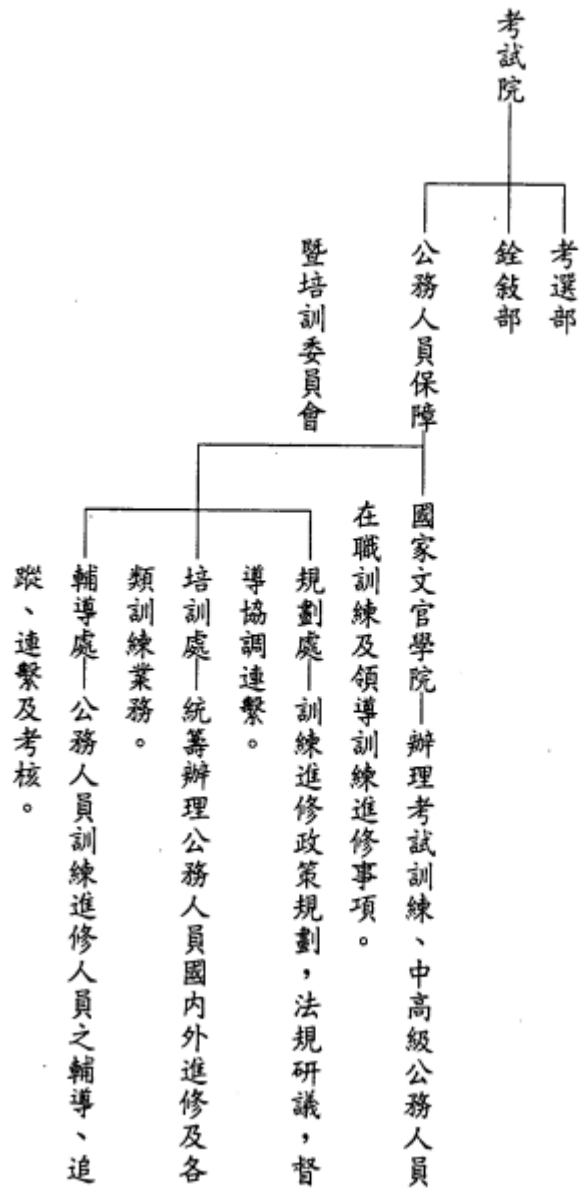 考試院
考選部
銓敍部
公務人員保障
暨培訓委員會
國家文官學院—辦理考試訓練、中高級公務人員
在職訓練及領導訓練進修事項。
規劃處—訓練進修政策規劃，法規研議，督
導協調連繫。
培訓處—統籌辦理公務人員國內外進修及各
類訓練業務。
輔導處—公務人員訓練進修人員之輔導、追
蹤、連繫及考核。